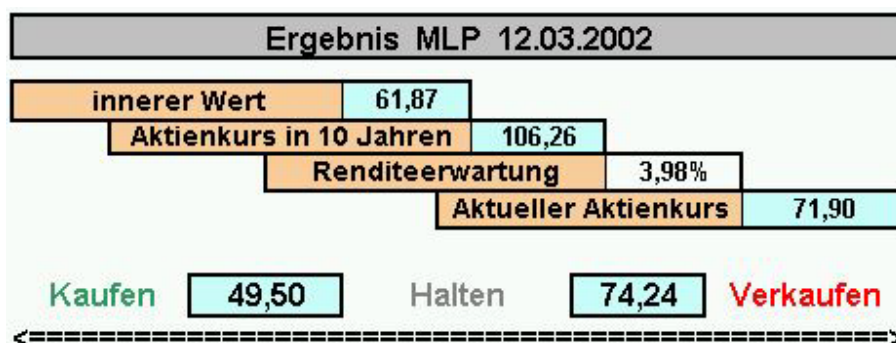 Ergebnis MLP 12.03.2002
innerer Wert 61,87
Aktienkurs in 10 Jahren 106,26
Renditeerwartung 3,98%
Aktueller Aktienkurs 71,90
Kaufen 49,50 Halten 74,24 Verkaufen
<==================================================>